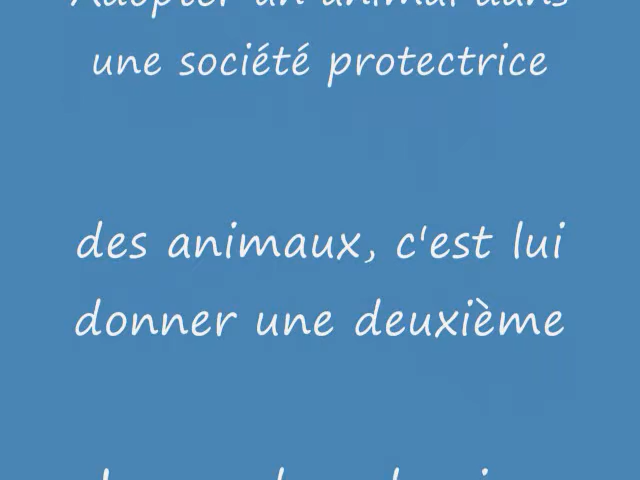 Adopter un animal dans
une société protectrice
des animaux, c'est lui
donner une deuxième